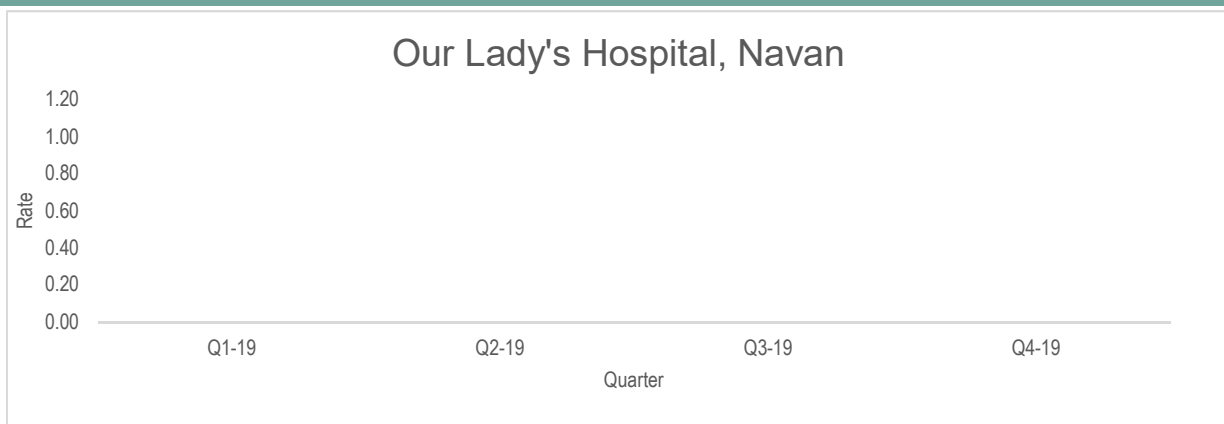 Our Lady's Hospital, Navan
1.20
1.00
0.80
0.60
0.40
0.20
0.00
Rate
Q1-19 Q2-19 Q3-19 Q4-19
Quarter